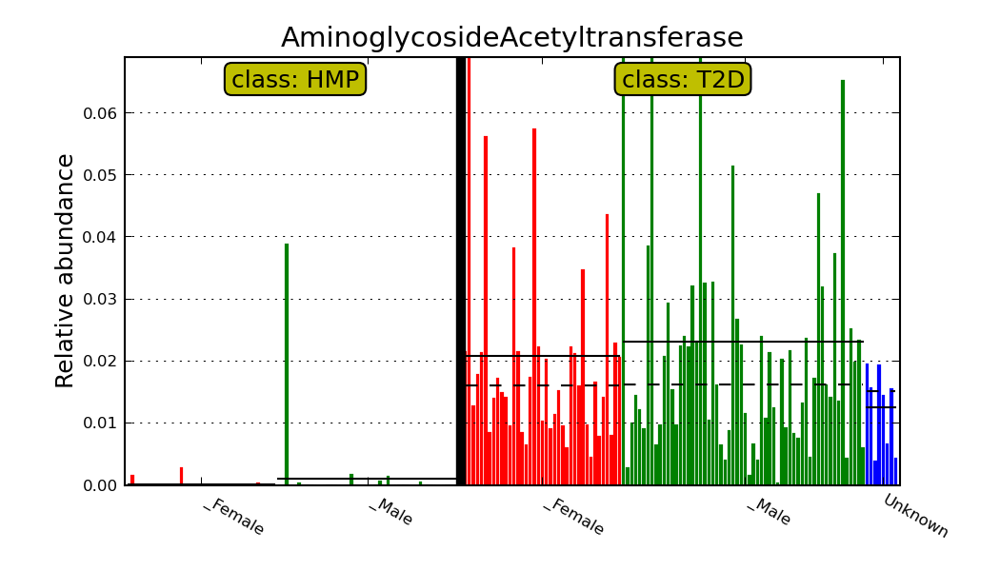 AminoglycosideAcetyltransferase
class: HMP
class: T2D
Relative abundance
0.06
0.05
0.04
0.03
0.02
0.01
0.00
_Female
_Male
_Female
_Male
Unknown